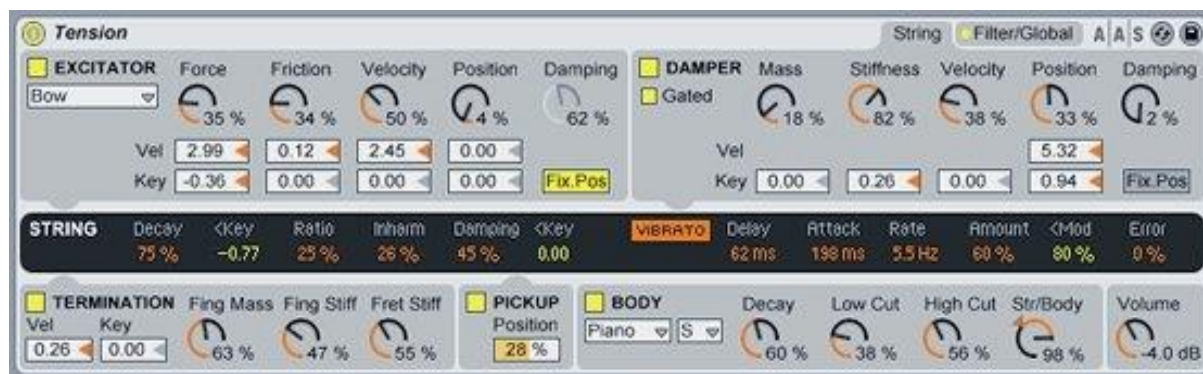 Tension String Filter/Global A A S
EXCITATOR Force Friction Velocity Position Damping DAMPER Mass Stiffness Velocity Position Damping
Bow 35 % 34 % 50 % 4 % 62 % Gated 18 % 82 % 38 % 33 % 2 %
Vel 2.99 0.12 2.45 0.00 Vel 5.32
Key -0.36 0.00 0.00 0.00 Fix.Pos Key 0.00 0.26 0.00 0.94 Fix.Pos
STRING Decay <Key Ratio Inharm Damping <Key VIBRATO Delay Attack Rate Amount <Mod Error
75 % -0.77 25 % 26 % 45 % 0.00 62 ms 198 ms 5.5 Hz 60 % 80 % 0 %
TERMINATION Fing Mass Fing Stiff Fret Stiff PICKUP BODY Decay Low Cut High Cut Str/Body Volume
Vel Key Position Piano S
0.26 0.00 63 % 47 % 55 % 28 % 60 % 38 % 56 % 98 % -4.0 dB